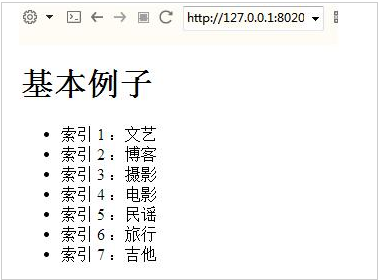 http://127.0.0.1:8020
基本例子
索引 1 ：文艺
索引 2 ：博客
索引 3 ：摄影
索引 4 ：电影
索引 5 ：民谣
索引 6 ：旅行
索引 7 ：吉他